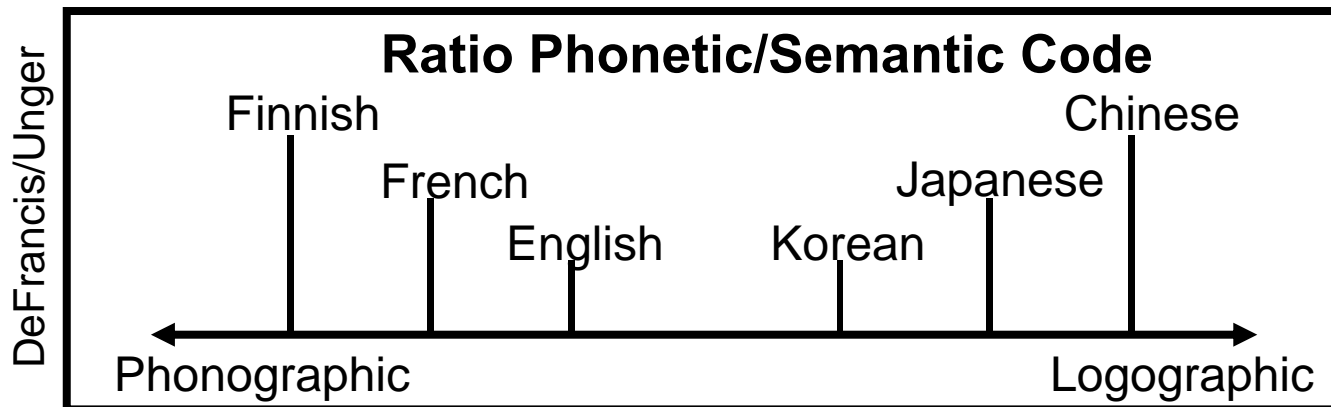 DeFrancis/Unger
Ratio Phonetic/Semantic Code
Finnish
Chinese
French
Japanese
English
Korean
Phonographic
Logographic